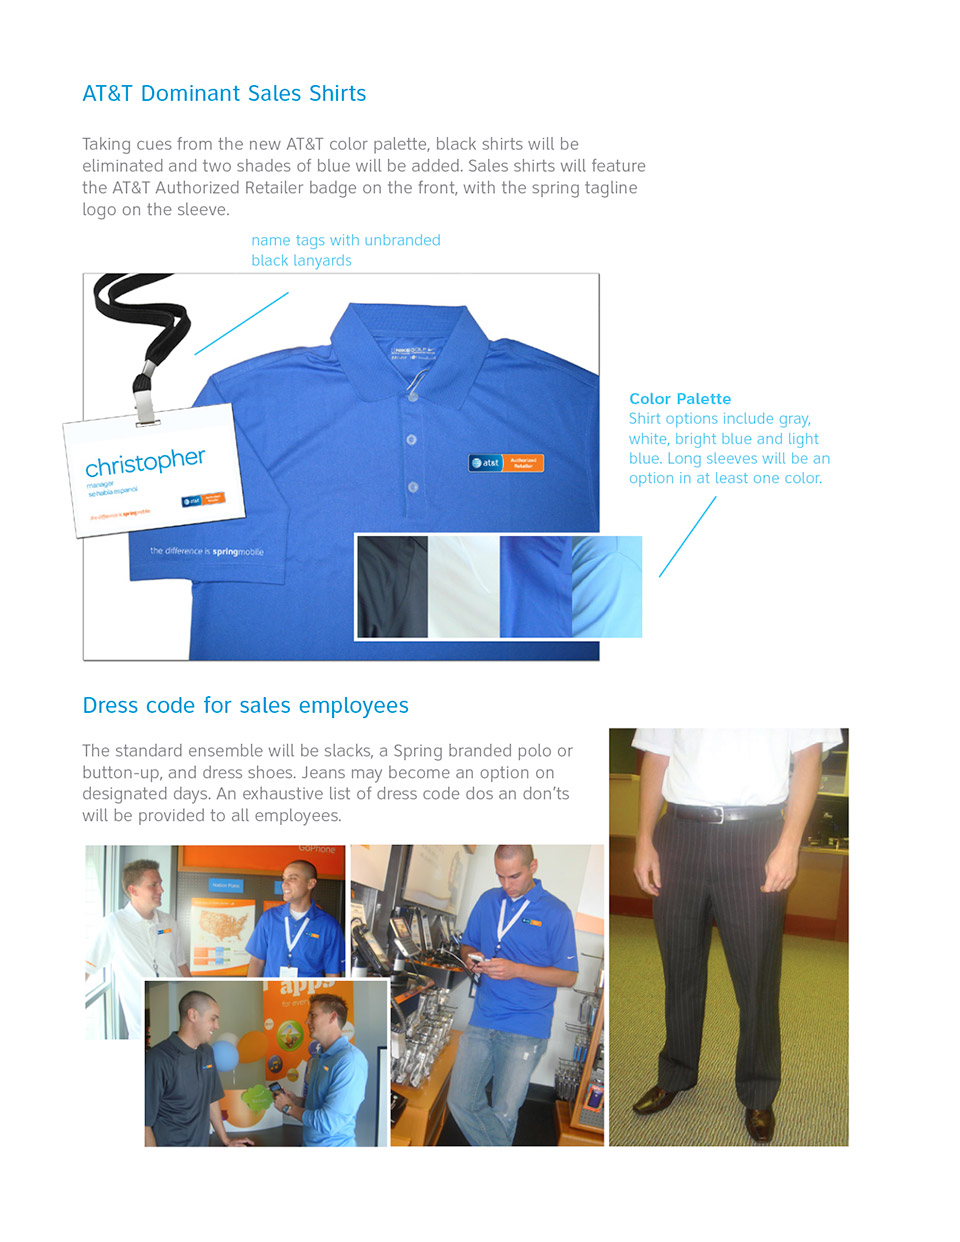 AT&T Dominant Sales Shirts
Taking cues from the new AT&T color palette, black shirts will be
eliminated and two shades of blue will be added. Sales shirts will feature
the AT&T Authorized Retailer badge on the front, with the spring tagline
logo on the sleeve.
name tags with unbranded
black lanyards
christopher
manager
se habla espanol
at&t
Authorized
Retailer
the difference is springmobile
at&t
Authorized
Retailer
the difference is springmobile
Color Palette
Shirt options include gray,
white, bright blue and light
blue. Long sleeves will be an
option in at least one color.
Dress code for sales employees
The standard ensemble will be slacks, a Spring branded polo or
button-up, and dress shoes. Jeans may become an option on
designated days. An exhaustive list of dress code dos an don'ts
will be provided to all employees.
GoPhone
Nation Plans
apps